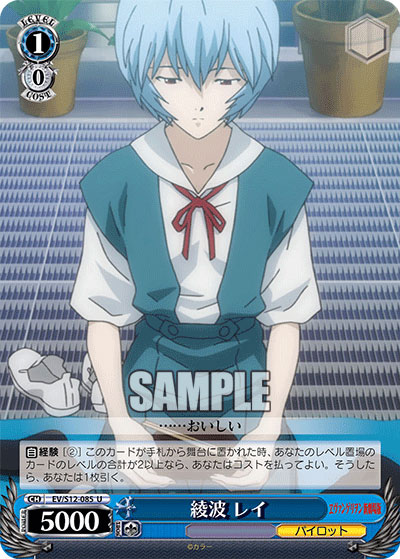 LEVEL
1
0
COST
SAMPLE
……おいしい
自 経験 [②] このカードが手札から舞台に置かれた時、あなたのレベル置場の
カードのレベルの合計が2以上なら、あなたはコストを払ってよい。そうした
ら、あなたは1枚引く。
CH EV/S12-085 U
POWER
5000
綾波 レイ
パイロット
©カラー